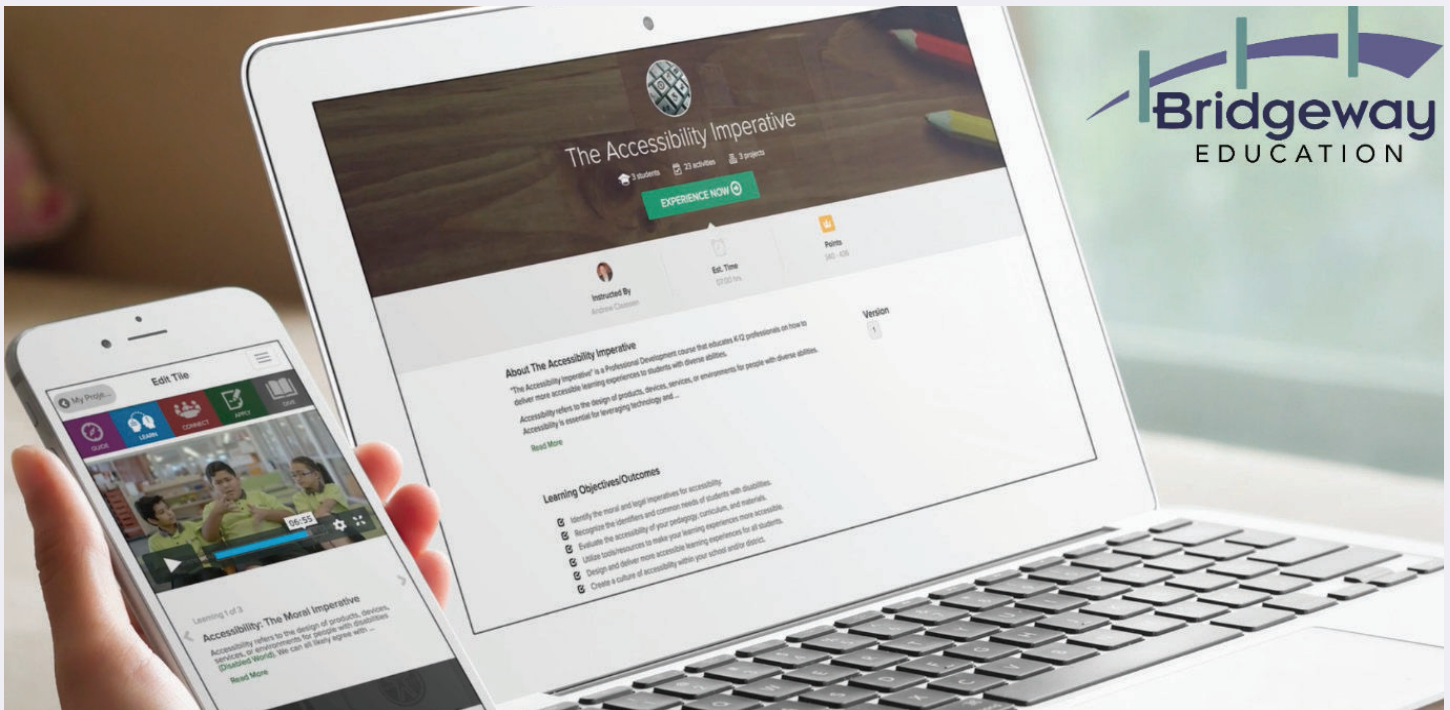 Bridgeway
EDUCATION
The Accessibility Imperative
3 students 23 activities 3 projects
EXPERIENCE NOW
Instructed By
Est. Time
Points
About The Accessibility Imperative
"The Accessibility Imperative" is a Professional Development course that educates K-12 professionals on how to
deliver more accessible learning experiences to students with diverse abilities.
Accessibility refers to the design of products, devices, services, or environments for people with diverse abilities.
Accessibility is essential for leveraging technology and ...
Read More
Version
1
Learning Objectives/Outcomes
Identify the moral and legal imperatives for accessibility.
Recognize the identifiers and common needs of students with disabilities.
Evaluate the accessibility of your pedagogy, curriculum, and materials.
Utilize tools/resources to make your learning experiences more accessible.
Design and deliver more accessible learning experiences for all students.
Create a culture of accessibility within your school and/or district.
My Proje...
Edit Tile
GUIDE LEARN CONNECT APPLY GIVE
06:55
Learning 1 of 3
Accessibility: The Moral Imperative
Accessibility refers to the design of products, devices,
services, or environments for people with disabilities
(Disabled World). We can all likely agree with ...
Read More